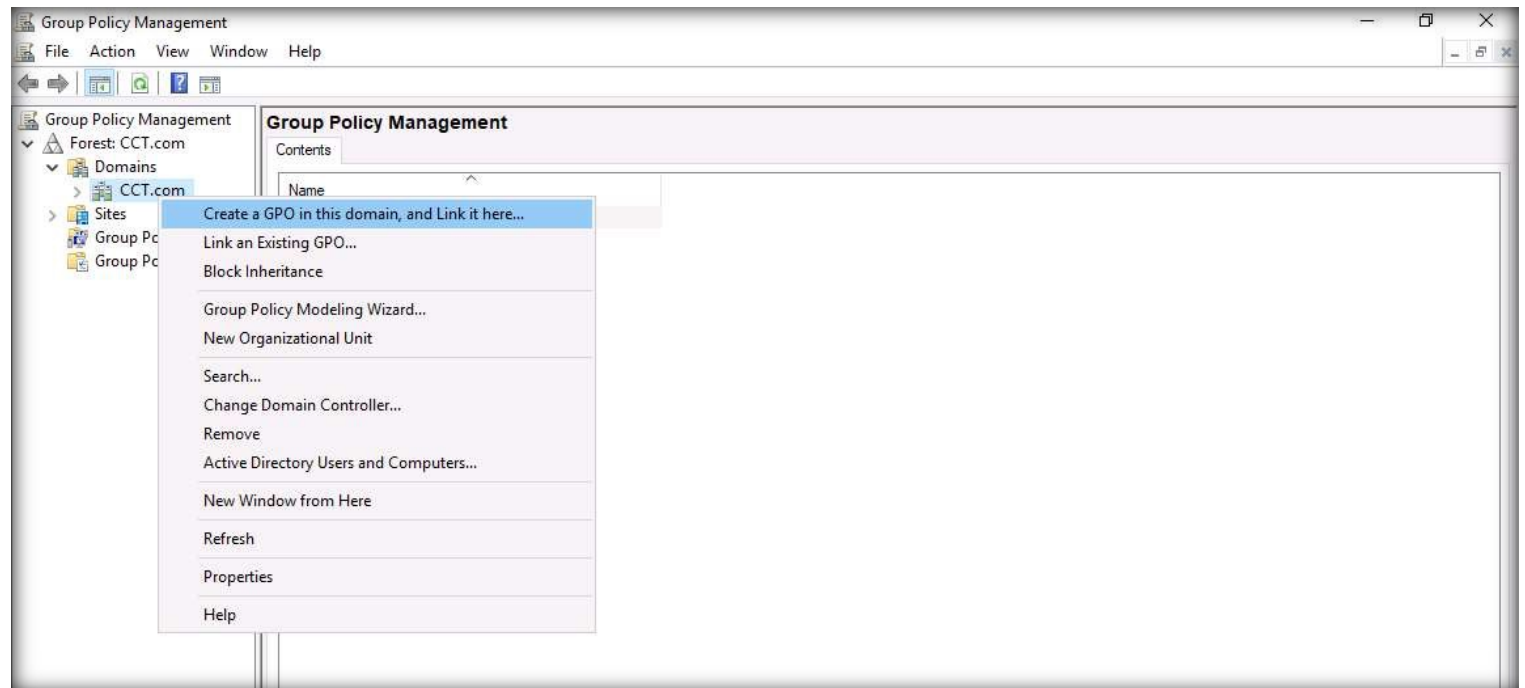 Group Policy Management
File Action View Window Help
Group Policy Management
Forest: CCT.com
Domains
CCT.com
Sites
Group Po
Group Po
Group Policy Management
Contents
Name
Create a GPO in this domain, and Link it here...
Link an Existing GPO...
Block Inheritance
Group Policy Modeling Wizard...
New Organizational Unit
Search...
Change Domain Controller...
Remove
Active Directory Users and Computers...
New Window from Here
Refresh
Properties
Help